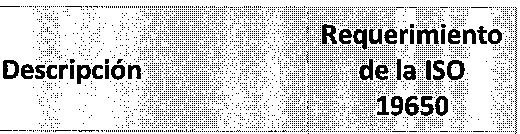 Descripción
Requerimiento
de la ISO
19650